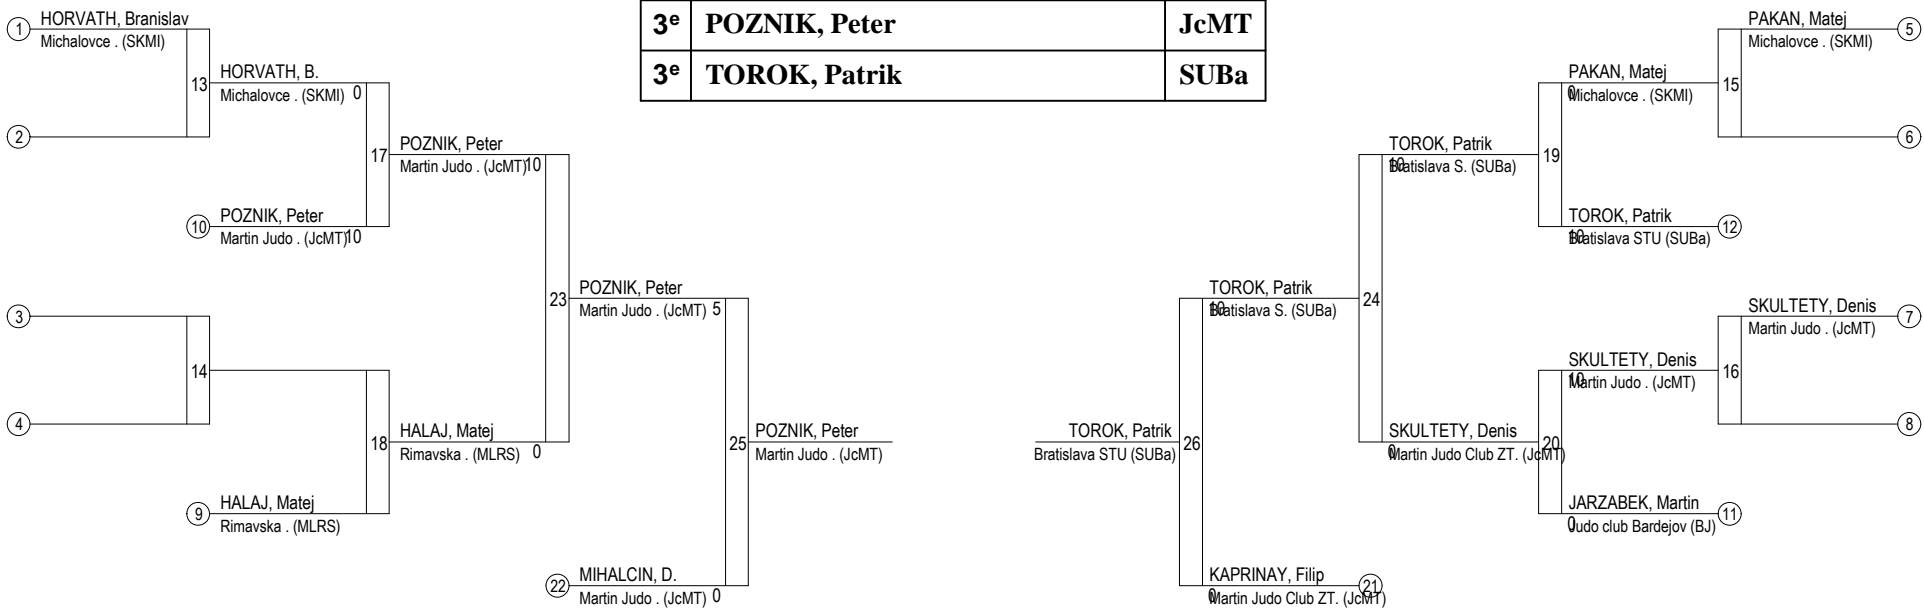 3e POZNIK, Peter JcMT
3e TOROK, Patrik SUBa
1 HORVATH, Branislav
Michalovce . (SKMI)
2
13 HORVATH, B.
Michalovce . (SKMI) 0
17 POZNIK, Peter
Martin Judo . (JcMT) 10
10 POZNIK, Peter
Martin Judo . (JcMT) 10
3
14
4
18 HALAJ, Matej
Rimavska . (MLRS) 0
9 HALAJ, Matej
Rimavska . (MLRS)
23 POZNIK, Peter
Martin Judo . (JcMT) 5
25 POZNIK, Peter
Martin Judo . (JcMT)
22 MIHALCIN, D.
Martin Judo . (JcMT) 0
PAKAN, Matej 5
Michalovce . (SKMI)
6
PAKAN, Matej 15
0 Michalovce . (SKMI)
TOROK, Patrik 19
10 Bratislava S. (SUBa)
TOROK, Patrik 12
10 Bratislava STU (SUBa)
TOROK, Patrik 24
10 Bratislava S. (SUBa)
SKULTETY, Denis 7
Martin Judo . (JcMT)
SKULTETY, Denis 16
10 Martin Judo . (JcMT)
8
SKULTETY, Denis 20
0 Martin Judo Club ZT. (JcMT)
TOROK, Patrik 26
Bratislava STU (SUBa)
JARZABEK, Martin 11
0 Judo club Bardejov (BJ)
KAPRINAY, Filip 21
0 Martin Judo Club ZT. (JcMT)